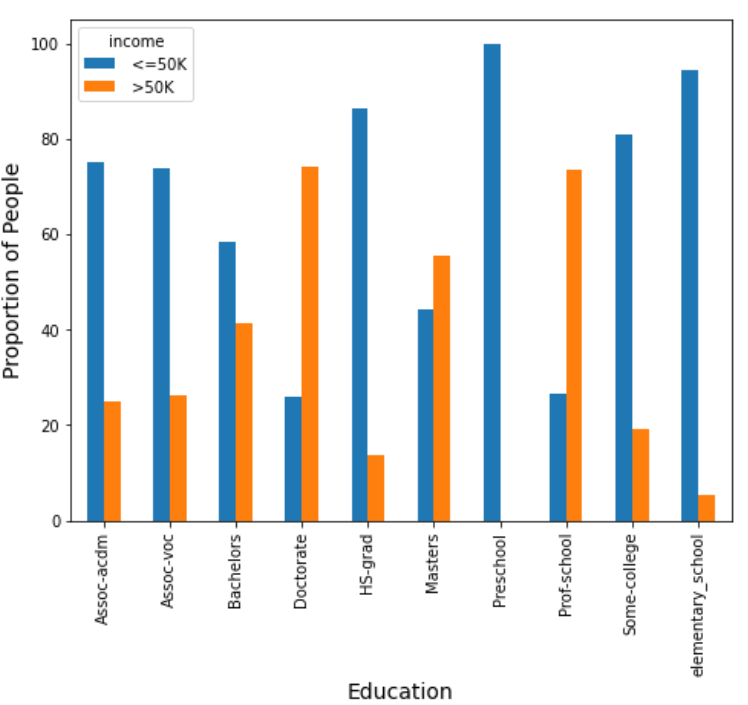 income
<=50K
>50K
Proportion of People
100
80
60
40
20
0
Assoc-acdm
Assoc-voc
Bachelors
Doctorate
HS-grad
Masters
Preschool
Prof-school
Some-college
elementary_school
Education